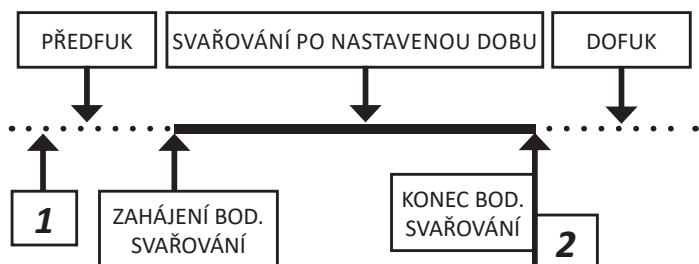 PŘEDFUK
SVAŘOVÁNÍ PO NASTAVENOU DOBU
DOFUK
1
ZAHÁJENÍ BOD.
SVAŘOVÁNÍ
KONEC BOD.
SVAŘOVÁNÍ
2